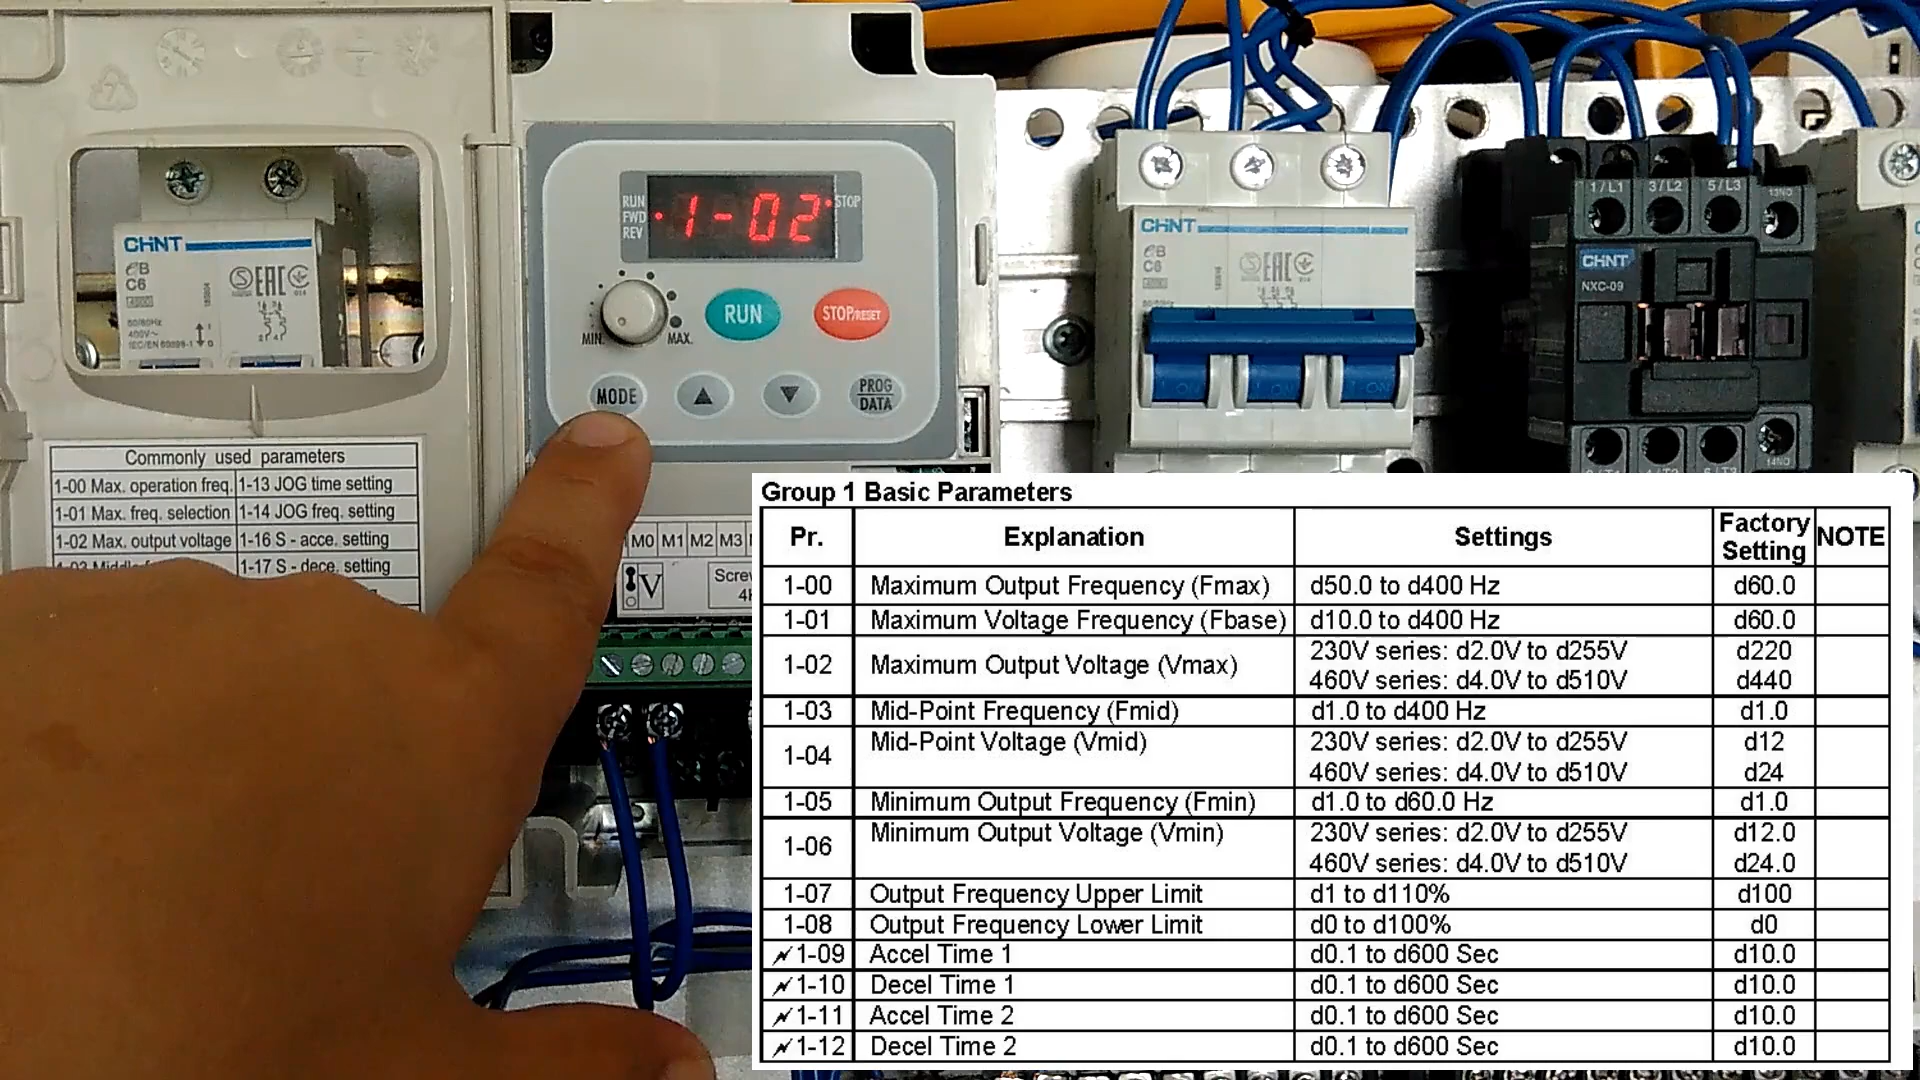 RUN
FWD
REV
1-02
STOP
MIN.
MAX.
RUN
STOP/RESET
MODE
PROG
DATA
CHNT
B
C6
EAC
50/60Hz
400V~
IEC/EN 60898-1
Commonly used parameters
1-00 Max. operation freq. 1-13 JOG time setting
1-01 Max. freq. selection 1-14 JOG freq. setting
1-02 Max. output voltage 1-16 S - acce. setting
1-17 S - dece. setting
M0 M1 M2 M3
V
CHNT
B
C6
EAC
1/L1 3/L2 5/L3 13NO
CHNT
NXC-09
14NO
Group 1 Basic Parameters
Pr. Explanation Settings Factory Setting NOTE
1-00 Maximum Output Frequency (Fmax) d50.0 to d400 Hz d60.0
1-01 Maximum Voltage Frequency (Fbase) d10.0 to d400 Hz d60.0
1-02 Maximum Output Voltage (Vmax) 230V series: d2.0V to d255V d220
460V series: d4.0V to d510V d440
1-03 Mid-Point Frequency (Fmid) d1.0 to d400 Hz d1.0
1-04 Mid-Point Voltage (Vmid) 230V series: d2.0V to d255V d12
460V series: d4.0V to d510V d24
1-05 Minimum Output Frequency (Fmin) d1.0 to d60.0 Hz d1.0
1-06 Minimum Output Voltage (Vmin) 230V series: d2.0V to d255V d12.0
460V series: d4.0V to d510V d24.0
1-07 Output Frequency Upper Limit d1 to d110% d100
1-08 Output Frequency Lower Limit d0 to d100% d0
1-09 Accel Time 1 d0.1 to d600 Sec d10.0
1-10 Decel Time 1 d0.1 to d600 Sec d10.0
1-11 Accel Time 2 d0.1 to d600 Sec d10.0
1-12 Decel Time 2 d0.1 to d600 Sec d10.0